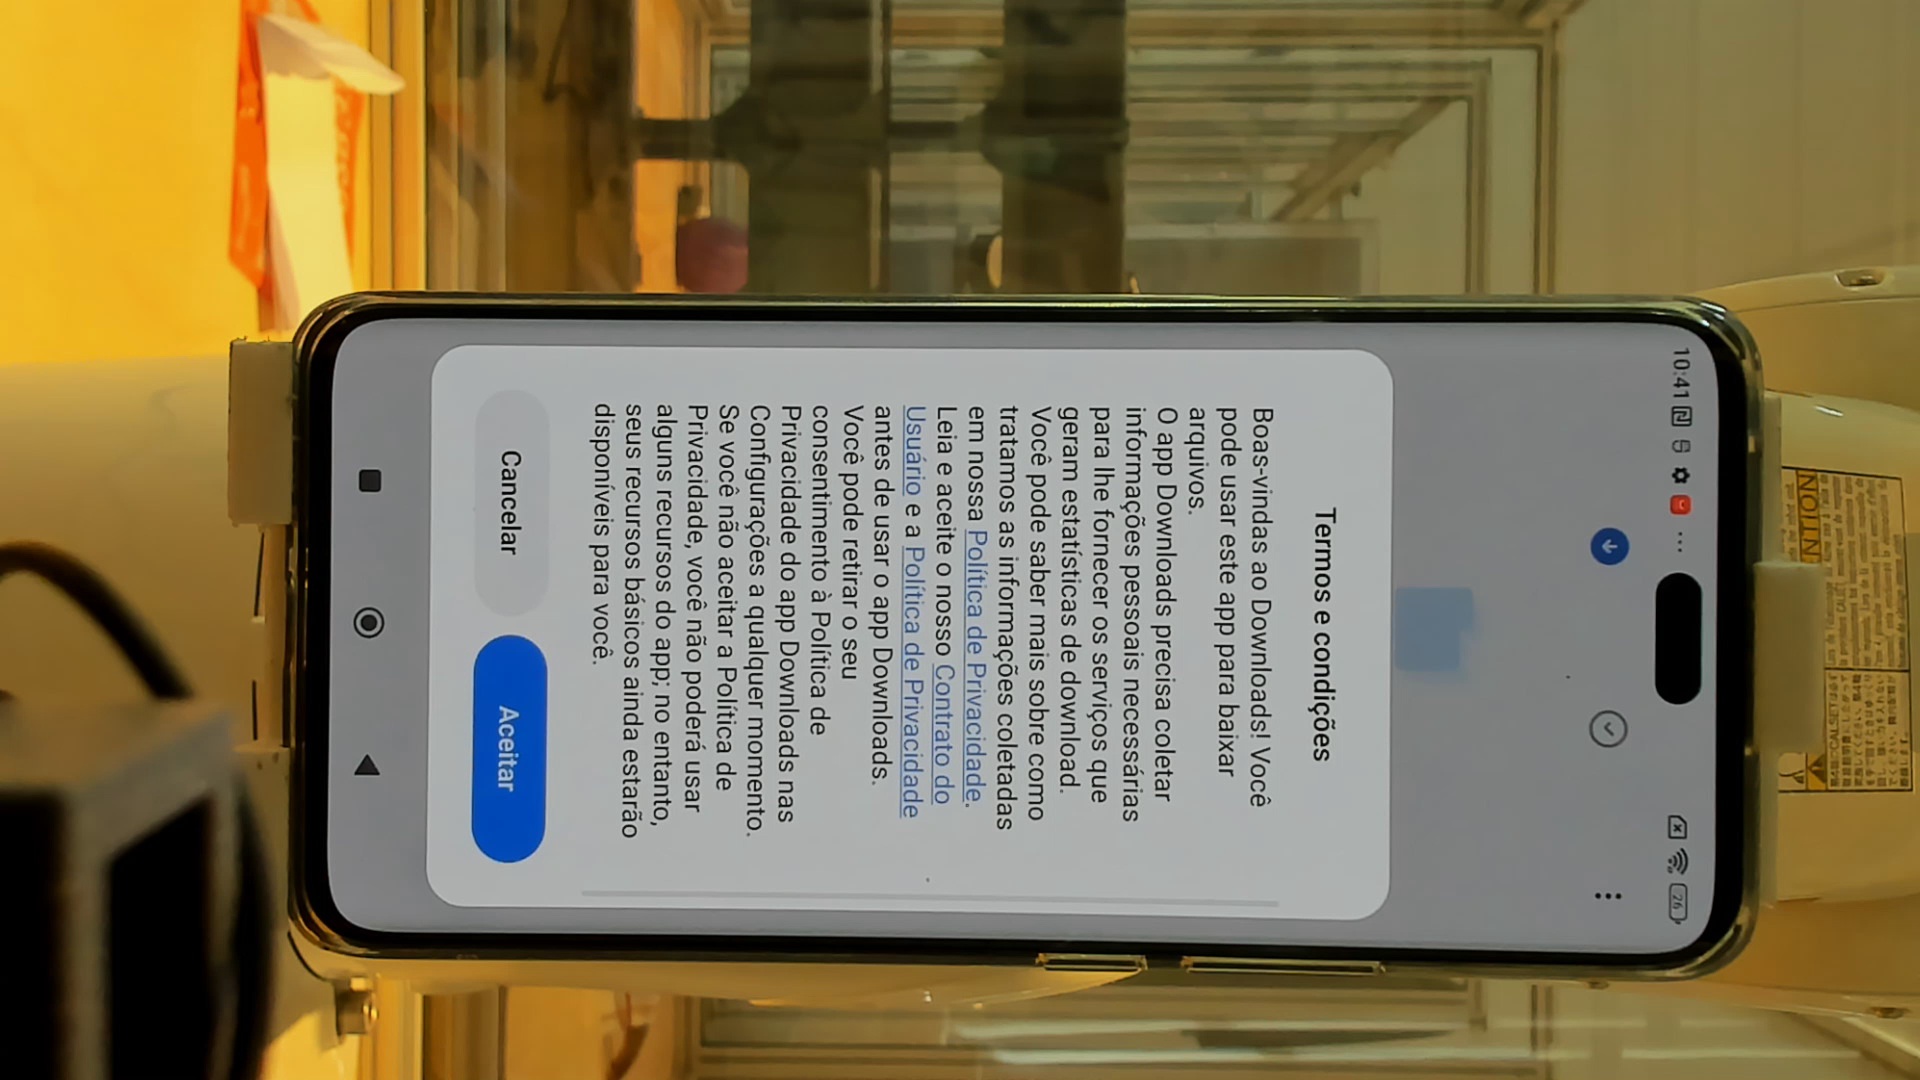 10:41
26
Termos e condições
Boas-vindas ao Downloads! Você
pode usar este app para baixar
arquivos.
O app Downloads precisa coletar
informações pessoais necessárias
para lhe fornecer os serviços que
geram estatísticas de download.
Você pode saber mais sobre como
tratamos as informações coletadas
em nossa Política de Privacidade.
Leia e aceite o nosso Contrato do
Usuário e a Política de Privacidade
antes de usar o app Downloads.
Você pode retirar o seu
consentimento à Política de
Privacidade do app Downloads nas
Configurações a qualquer momento.
Se você não aceitar a Política de
Privacidade, você não poderá usar
alguns recursos do app; no entanto,
seus recursos básicos ainda estarão
disponíveis para você.
Cancelar
Aceitar